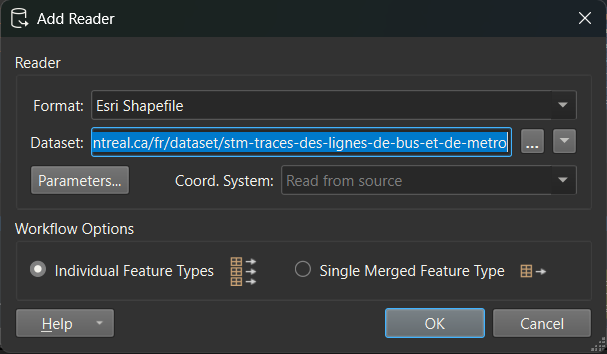 Add Reader
Reader
Format: Esri Shapefile
Dataset: ntreal.ca/fr/dataset/stm-traces-des-lignes-de-bus-et-de-metro ...
Parameters... Coord. System: Read from source
Workflow Options
Individual Feature Types Single Merged Feature Type
Help OK Cancel